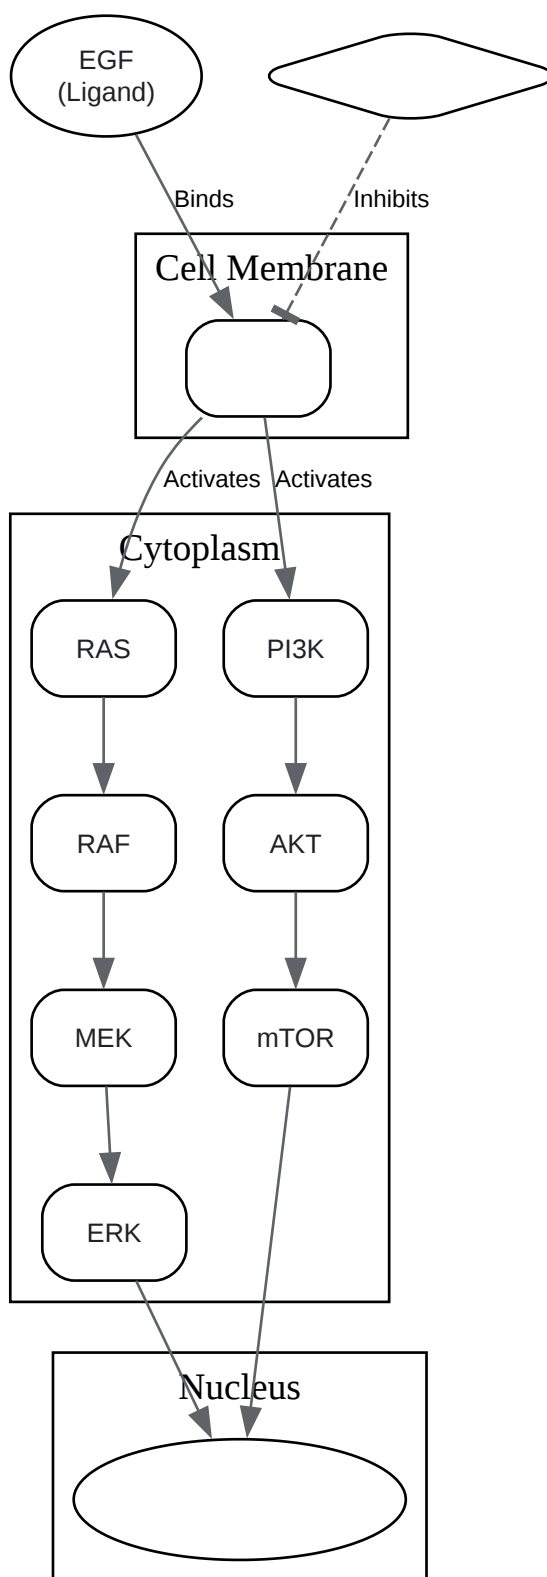 EGF
(Ligand)
Binds
Inhibits
Cell Membrane
Activates
Activates
Cytoplasm
RAS
PI3K
RAF
AKT
MEK
mTOR
ERK
Nucleus